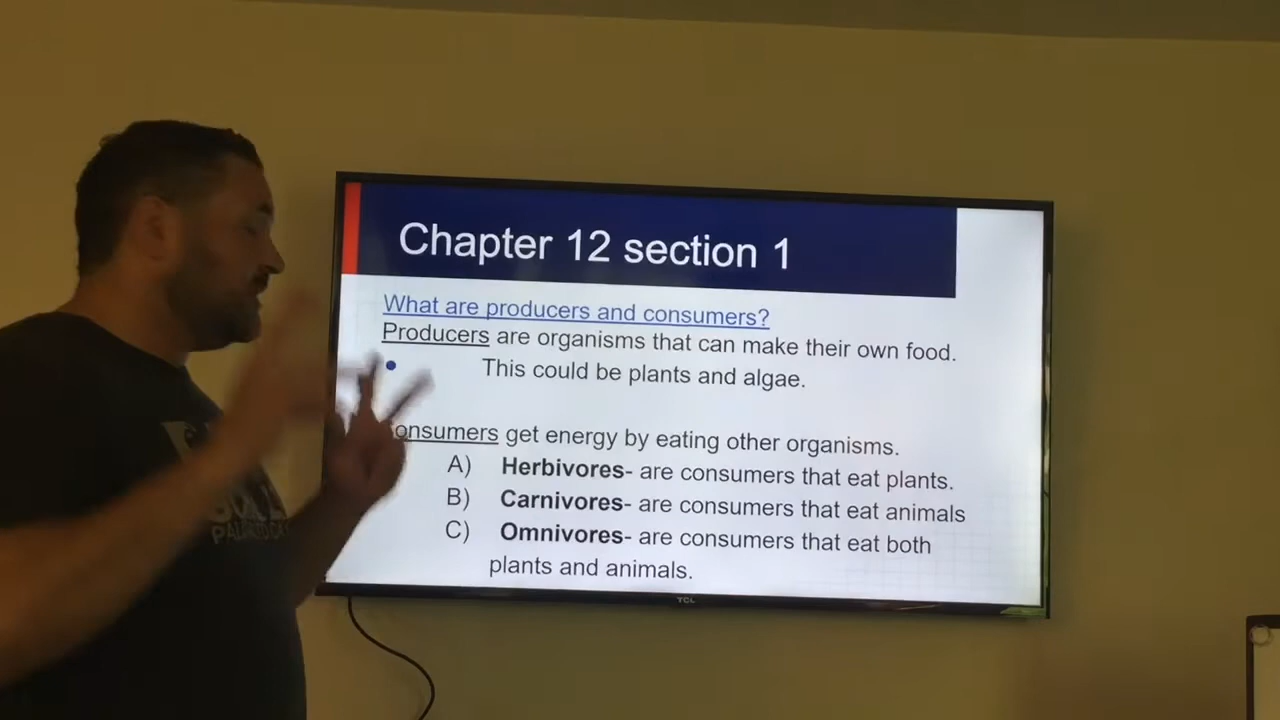 Chapter 12 section 1
What are producers and consumers?
Producers are organisms that can make their own food.
• This could be plants and algae.
onsumers get energy by eating other organisms.
A) Herbivores- are consumers that eat plants.
B) Carnivores- are consumers that eat animals
C) Omnivores- are consumers that eat both
plants and animals.
TCL